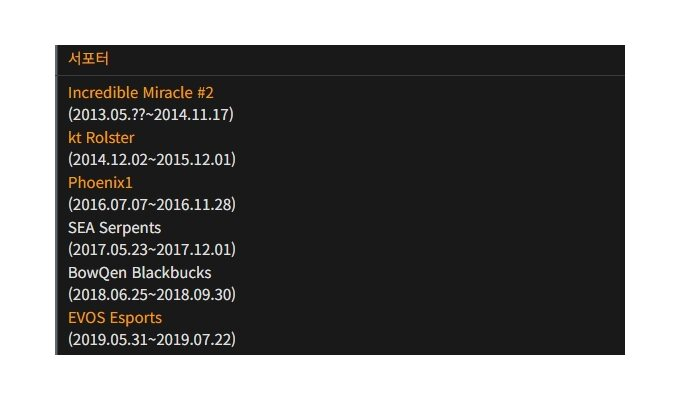 서포터
Incredible Miracle #2
(2013.05.??~2014.11.17)
kt Rolster
(2014.12.02~2015.12.01)
Phoenix1
(2016.07.07~2016.11.28)
SEA Serpents
(2017.05.23~2017.12.01)
BowQen Blackbucks
(2018.06.25~2018.09.30)
EVOS Esports
(2019.05.31~2019.07.22)